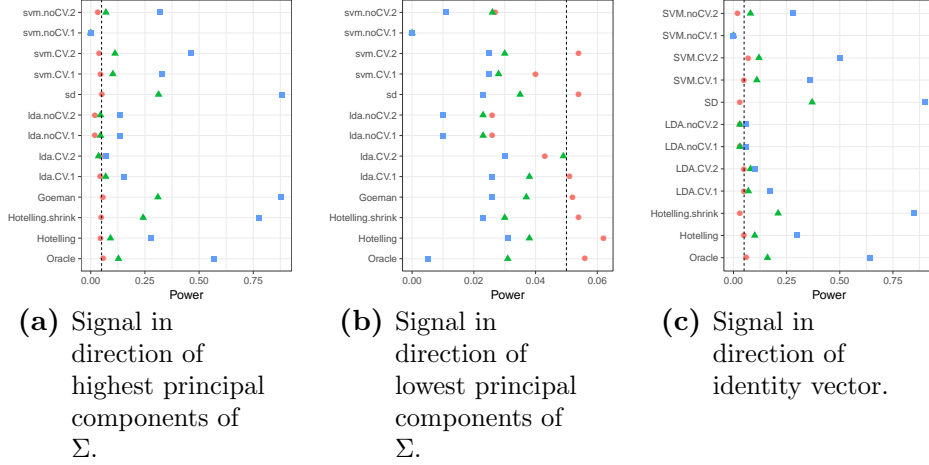 svm.noCV.2
svm.noCV.1
svm.CV.2
svm.CV.1
sd
lda.noCV.2
lda.noCV.1
lda.CV.2
lda.CV.1
Goeman
Hotelling.shrink
Hotelling
Oracle
0.00 0.25 0.50 0.75
Power
(a) Signal in
direction of
highest principal
components of
Σ.
svm.noCV.2
svm.noCV.1
svm.CV.2
svm.CV.1
sd
lda.noCV.2
lda.noCV.1
lda.CV.2
lda.CV.1
Goeman
Hotelling.shrink
Hotelling
Oracle
0.00 0.02 0.04 0.06
Power
(b) Signal in
direction of
lowest principal
components of
Σ.
SVM.noCV.2
SVM.noCV.1
SVM.CV.2
SVM.CV.1
SD
LDA.noCV.2
LDA.noCV.1
LDA.CV.2
LDA.CV.1
Hotelling.shrink
Hotelling
Oracle
0.00 0.25 0.50 0.75
Power
(c) Signal in
direction of
identity vector.